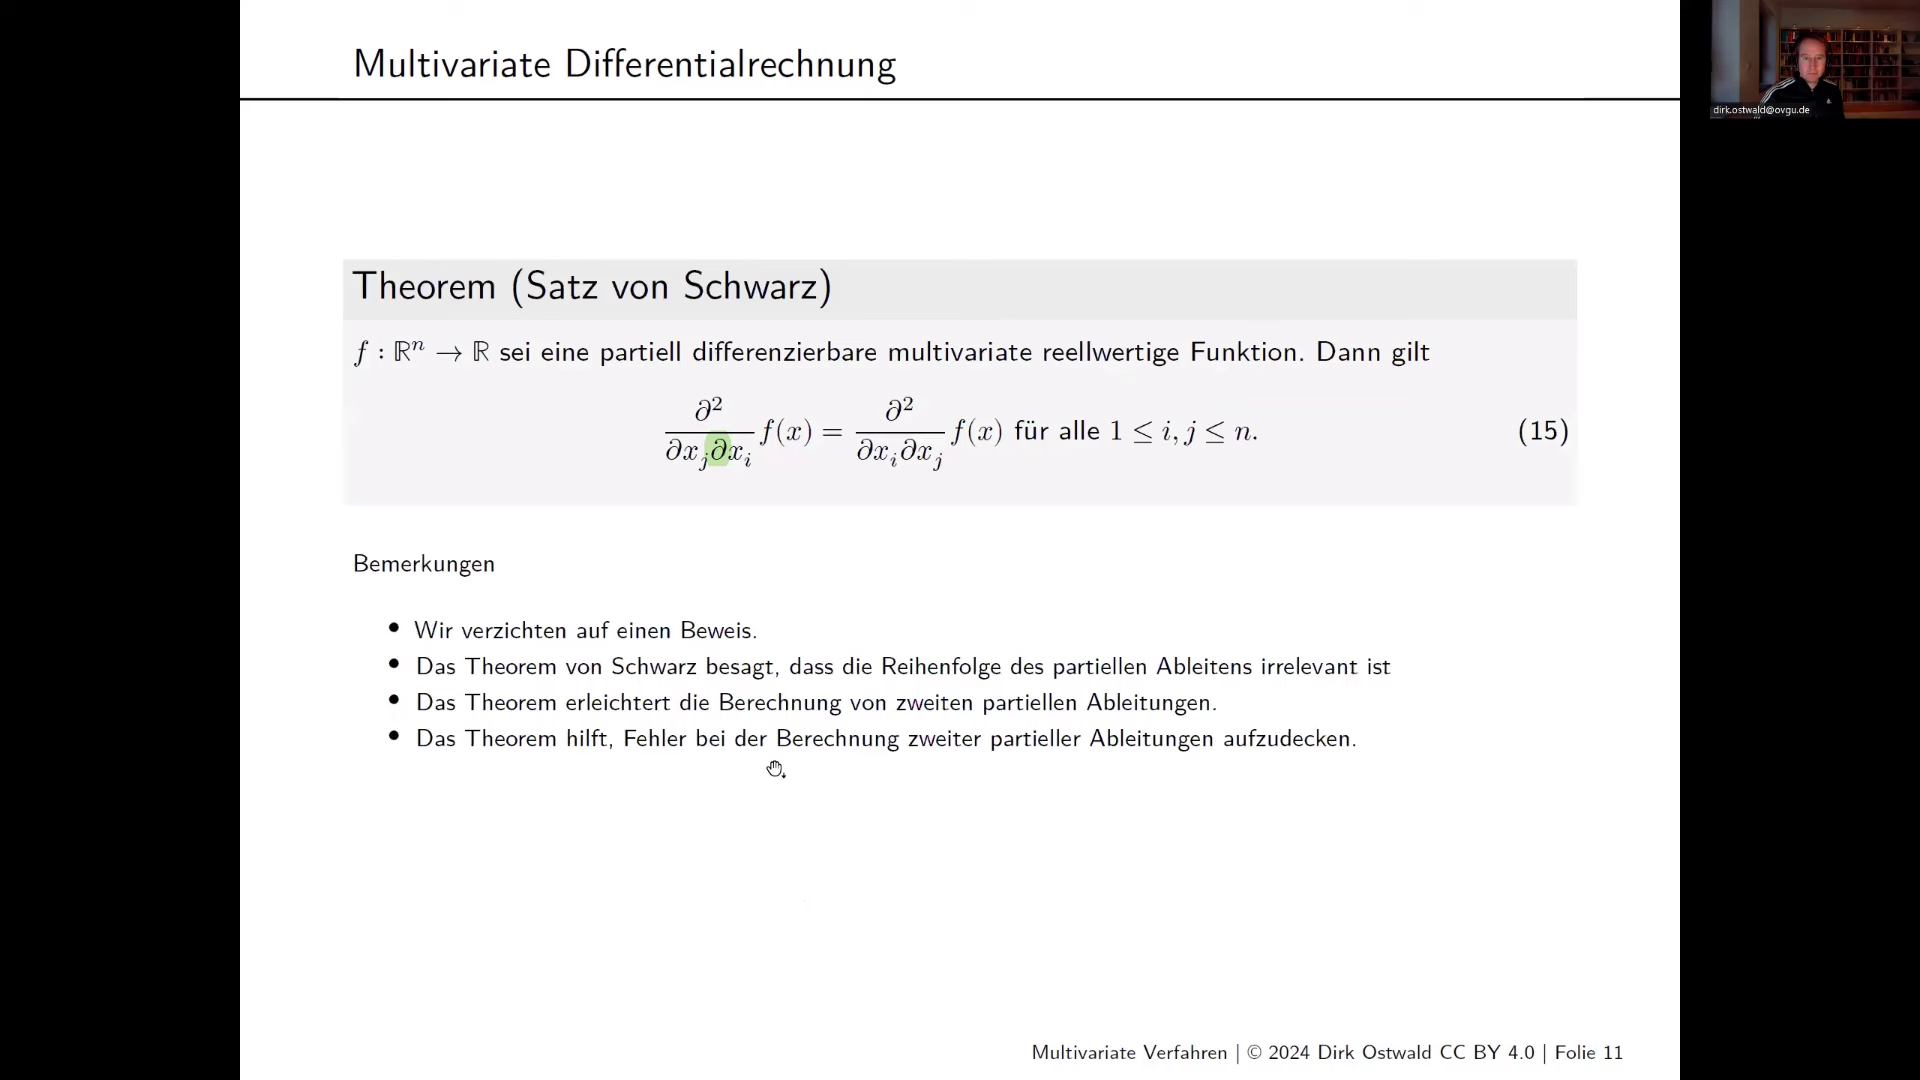 Multivariate Differentialrechnung
dirk.ostwald@ovgu.de
Theorem (Satz von Schwarz)
f : ℝⁿ → ℝ sei eine partiell differenzierbare multivariate reellwertige Funktion. Dann gilt
∂²/∂x_j∂x_i f(x) = ∂²/∂x_i∂x_j f(x) für alle 1 ≤ i, j ≤ n. (15)
Bemerkungen
• Wir verzichten auf einen Beweis.
• Das Theorem von Schwarz besagt, dass die Reihenfolge des partiellen Ableitens irrelevant ist
• Das Theorem erleichtert die Berechnung von zweiten partiellen Ableitungen.
• Das Theorem hilft, Fehler bei der Berechnung zweiter partieller Ableitungen aufzudecken.
Multivariate Verfahren | © 2024 Dirk Ostwald CC BY 4.0 | Folie 11